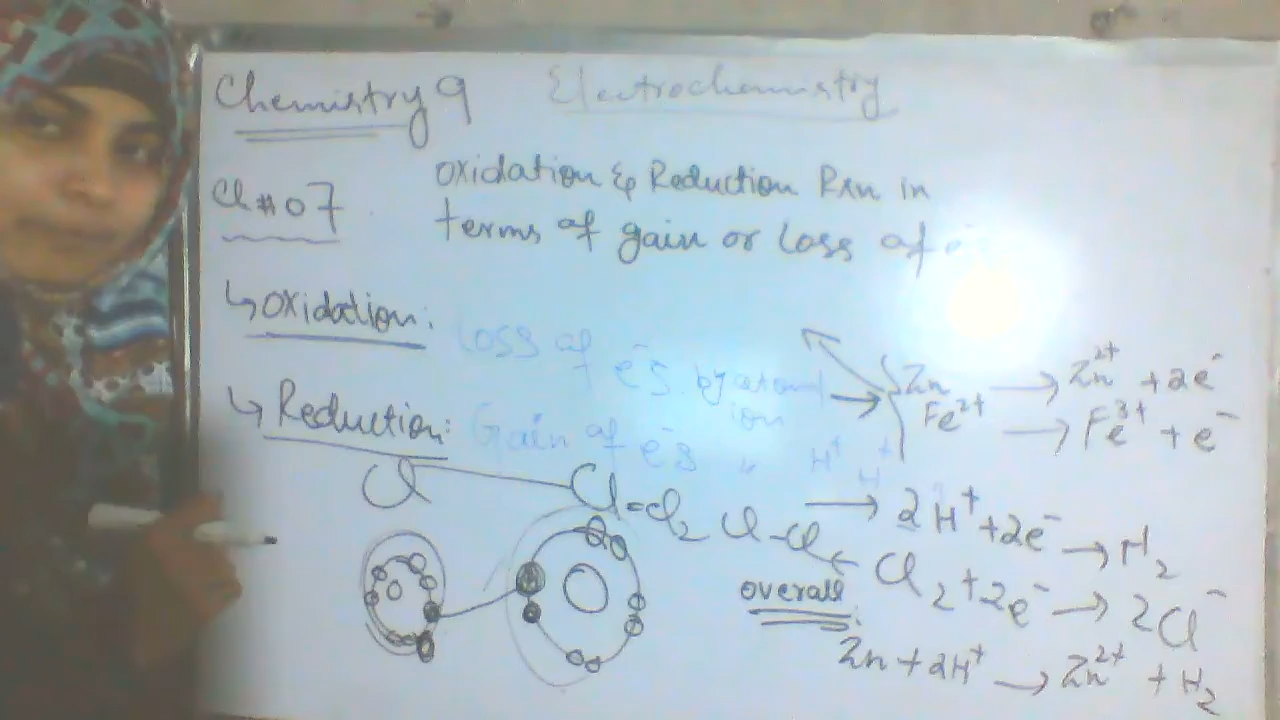 Chemistry 9 Electrochemistry
Ch # 07
Oxidation & Reduction Rxn in
terms of gain or loss of e⁻
↳ Oxidation: Loss of e⁻s by atom
ion
Zn → Zn²⁺ + 2e⁻
Fe²⁺ → Fe³⁺ + e⁻
↳ Reduction: Gain of e⁻s " H⁺ H⁺
Cl Cl = Cl₂ Cl - Cl
→ 2H⁺ + 2e⁻ → H₂
Cl₂ + 2e⁻ → 2Cl⁻
overall:
Zn + 2H⁺ → Zn²⁺ + H₂